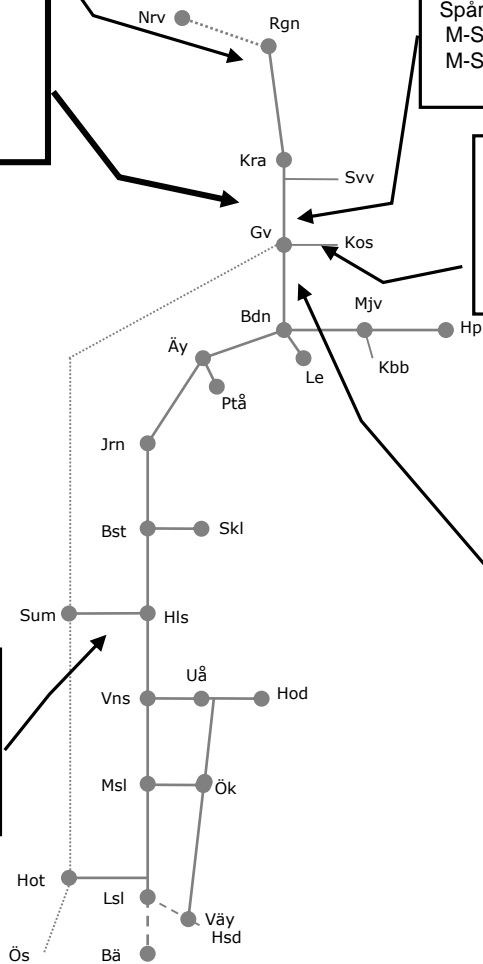 Spår
M-S
M-S
Nrv
Rgn
Kra
Svv
Gv
Kos
Bdn
Mjv
Hp
Äy
Le
Kbb
Ptå
Jrn
Bst
Skl
Sum
Hls
Uå
Vns
Hod
Msl
Ök
Hot
Lsl
Väy
Hsd
Ös
Bä